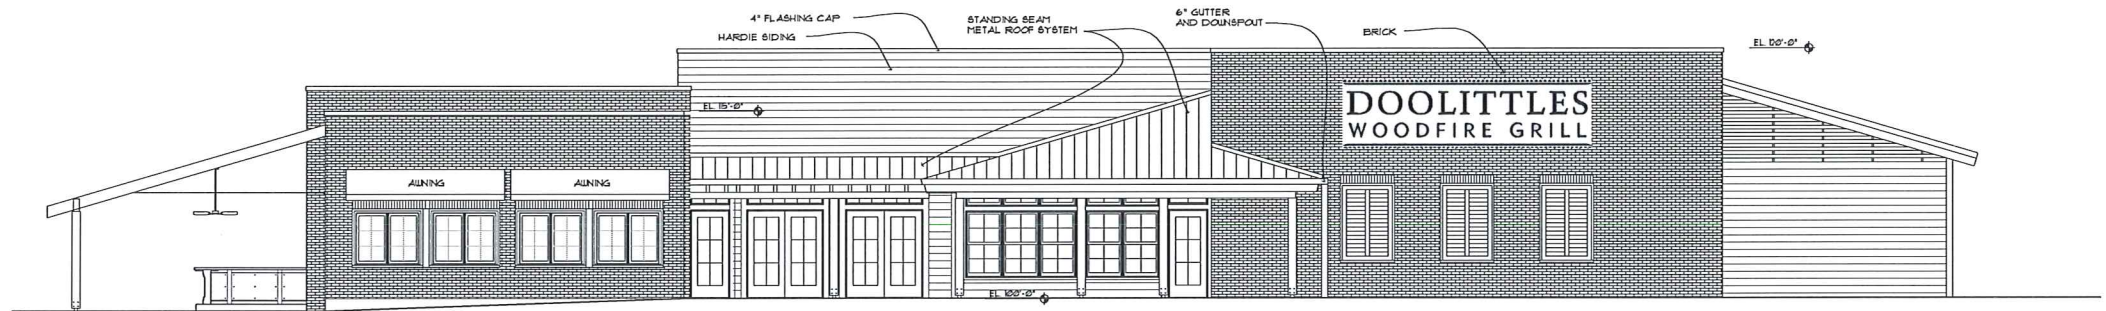 4" FLASHING CAP
HARDIE SIDING
STANDING SEAM
METAL ROOF SYSTEM
6" GUTTER
AND DOWNSPOUT
BRICK
EL. 120'-0"
DOOLITTLES
WOODFIRE GRILL
EL. 115'-0"
AWNING
AWNING
EL. 100'-0"